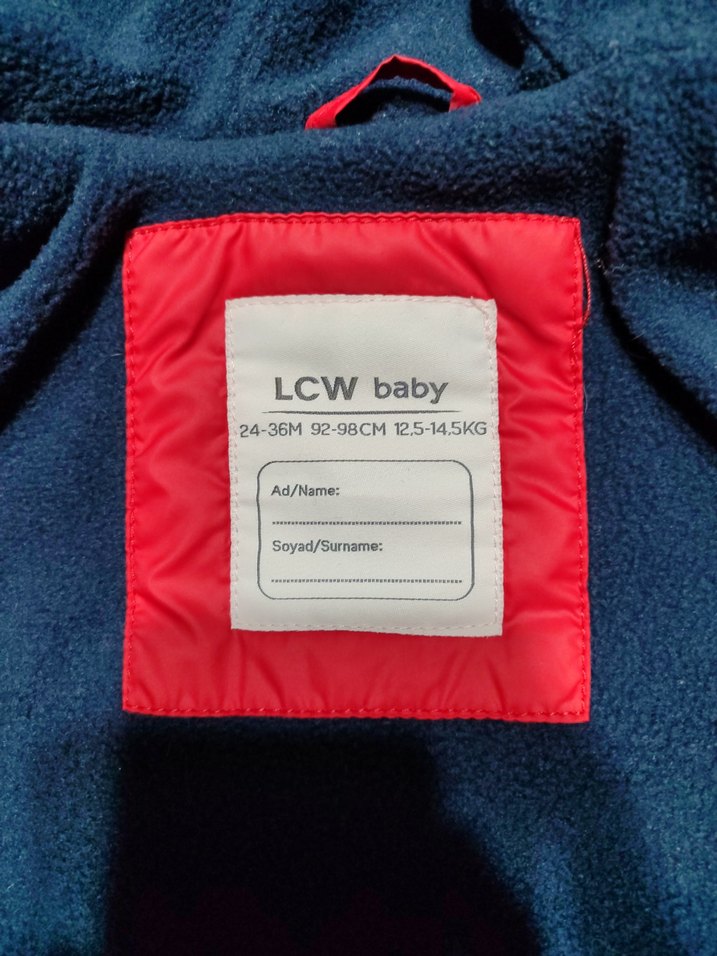 LCW baby
24-36M 92-98CM 12,5-14,5KG
Ad/Name:
Soyad/Surname: